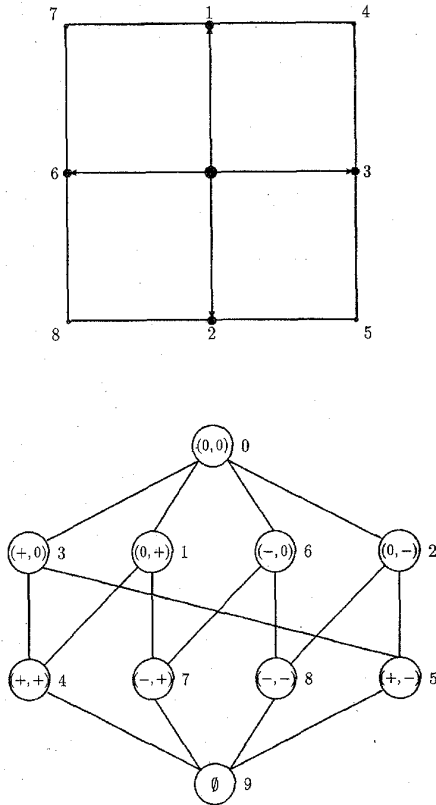 7 1 4
6 3
8 2 5
(0,0) 0
(+,0) 3 (0,+) 1 (−,0) 6 (0,−) 2
(+,+) 4 (−,+) 7 (−,−) 8 (+,−) 5
∅ 9